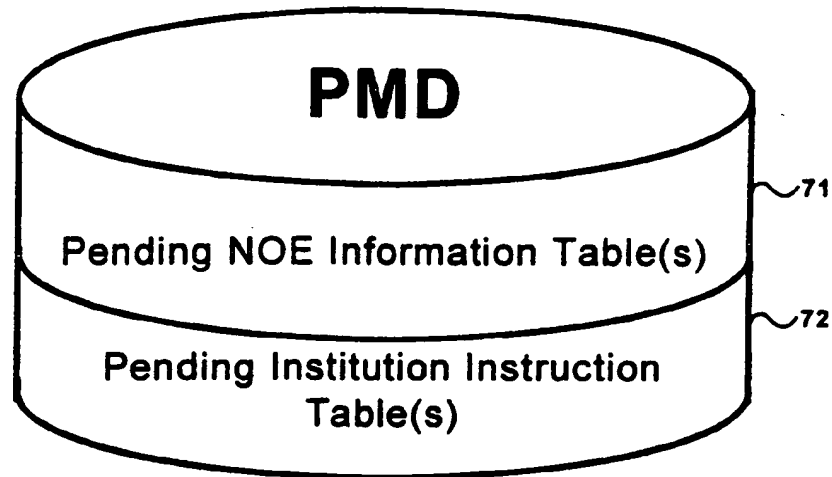 PMD
71
Pending NOE Information Table(s)
72
Pending Institution Instruction
Table(s)